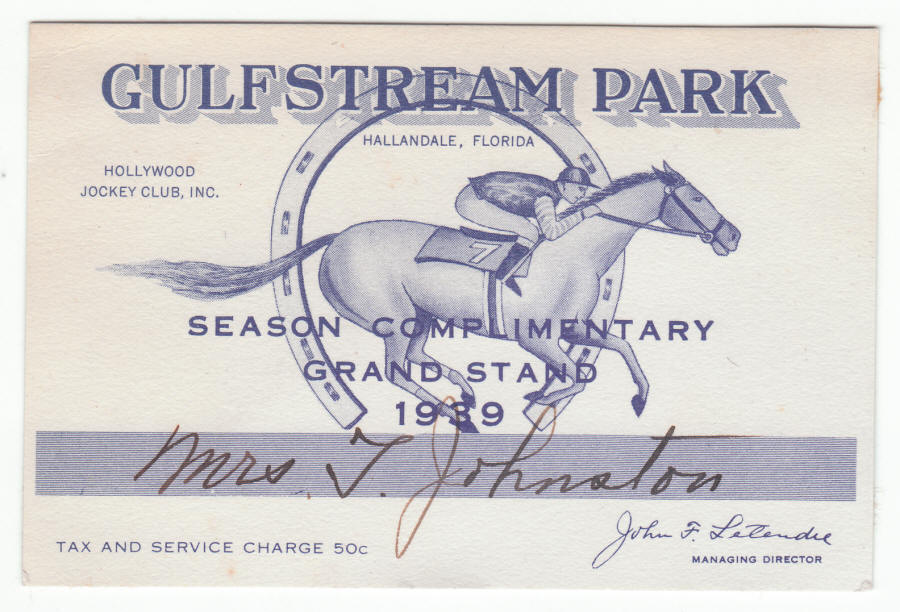 GULFSTREAM PARK
HALLANDALE, FLORIDA
HOLLYWOOD
JOCKEY CLUB, INC.
7
SEASON COMPLIMENTARY
GRAND STAND
1939
Mrs. T. Johnston
TAX AND SERVICE CHARGE 50c
John F. Letendre
MANAGING DIRECTOR